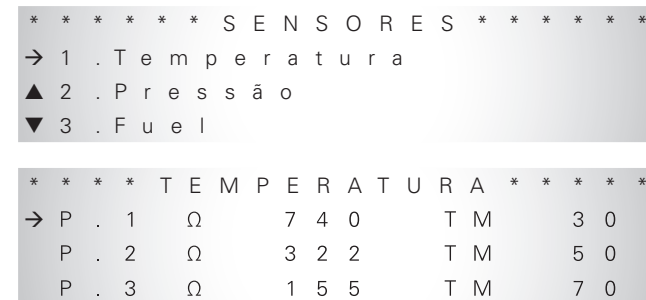 * * * * * * SENSORES * * * * * *
→ 1.Temperatura
▲ 2.Pressão
▼ 3.Fuel
* * * * TEMPERATURA * * * * *
→ P.1 Ω 740 TM 30
P.2 Ω 322 TM 50
P.3 Ω 155 TM 70